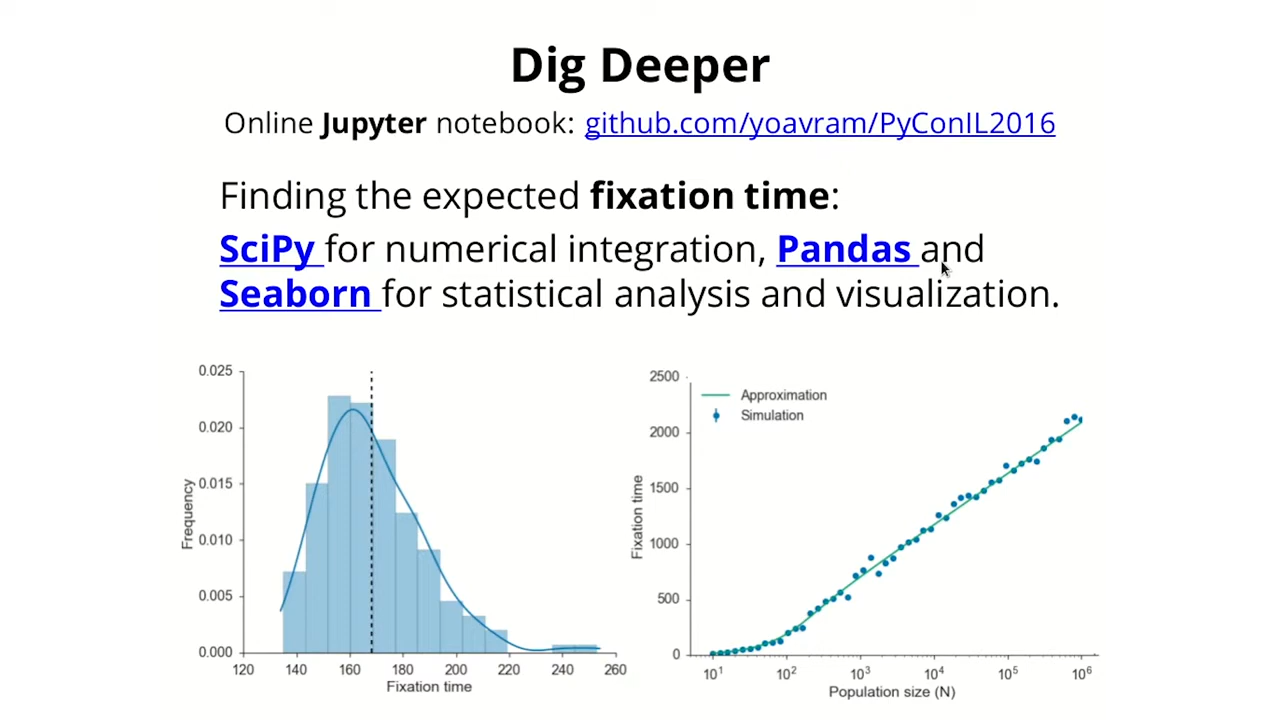 Dig Deeper
Online Jupyter notebook: github.com/yoavram/PyConIL2016
Finding the expected fixation time:
SciPy for numerical integration, Pandas and
Seaborn for statistical analysis and visualization.
0.025
0.020
0.015
0.010
0.005
0.000
Frequency
120 140 160 180 200 220 240 260
Fixation time
2500
2000
1500
1000
500
0
Fixation time
Approximation
Simulation
10¹ 10² 10³ 10⁴ 10⁵ 10⁶
Population size (N)